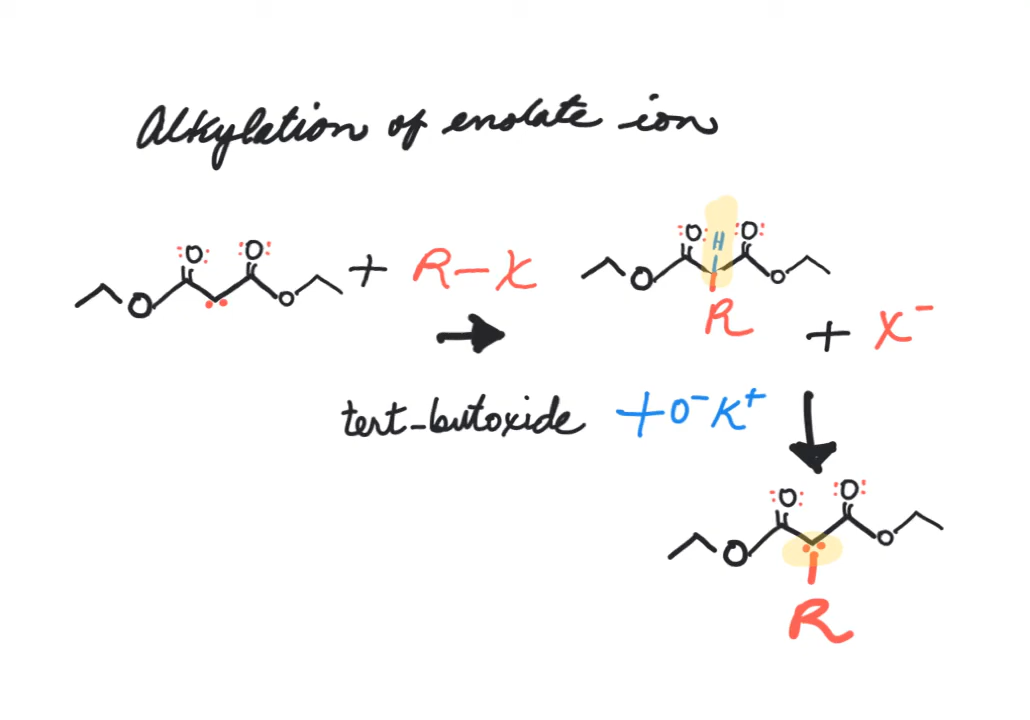 Alkylation of enolate ion
O O O O + R-X
O H O O O R + X⁻
tert-butoxide +O⁻K⁺
O O O O R